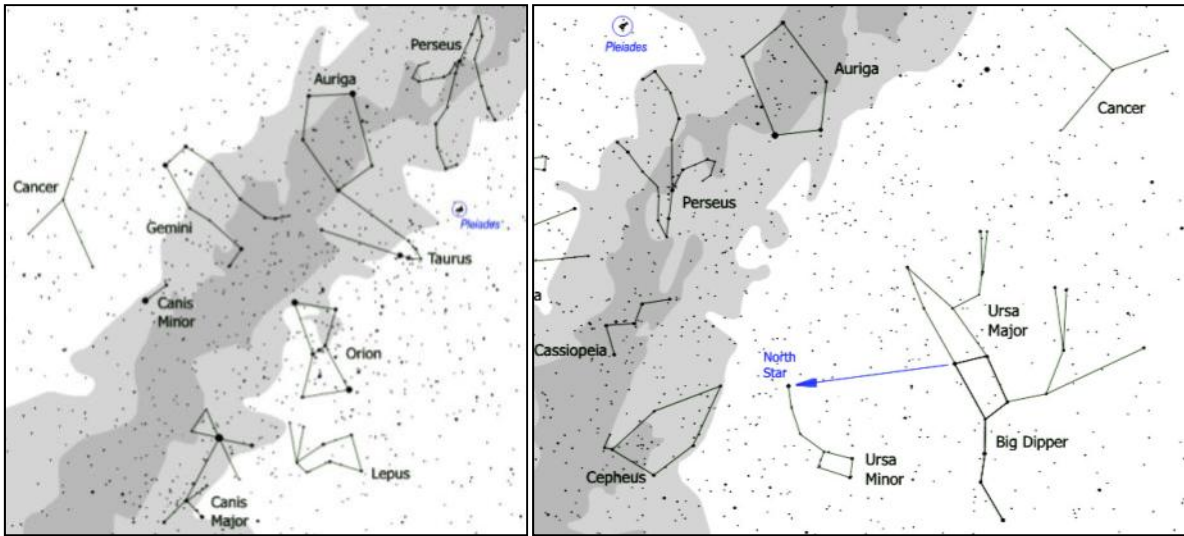 Perseus
Auriga
Cancer
Gemini
Pleiades
Taurus
Canis
Minor
Orion
Lepus
Canis
Major
Pleiades
Auriga
Cancer
Perseus
a
Ursa
Major
Cassiopeia
North
Star
Big Dipper
Cepheus
Ursa
Minor